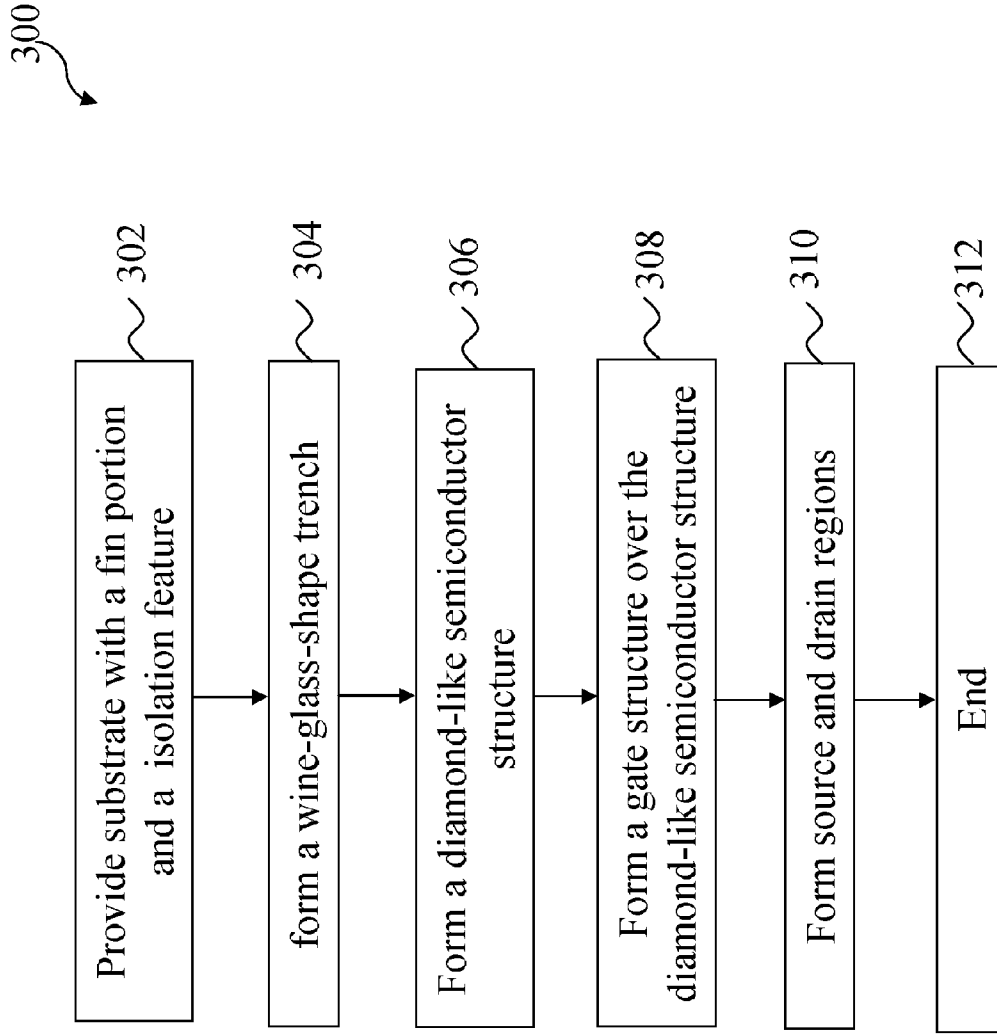 300
Provide substrate with a fin portion
and a isolation feature
302
form a wine-glass-shape trench
304
Form a diamond-like semiconductor
structure
306
Form a gate structure over the
diamond-like semiconductor structure
308
Form source and drain regions
310
End
312